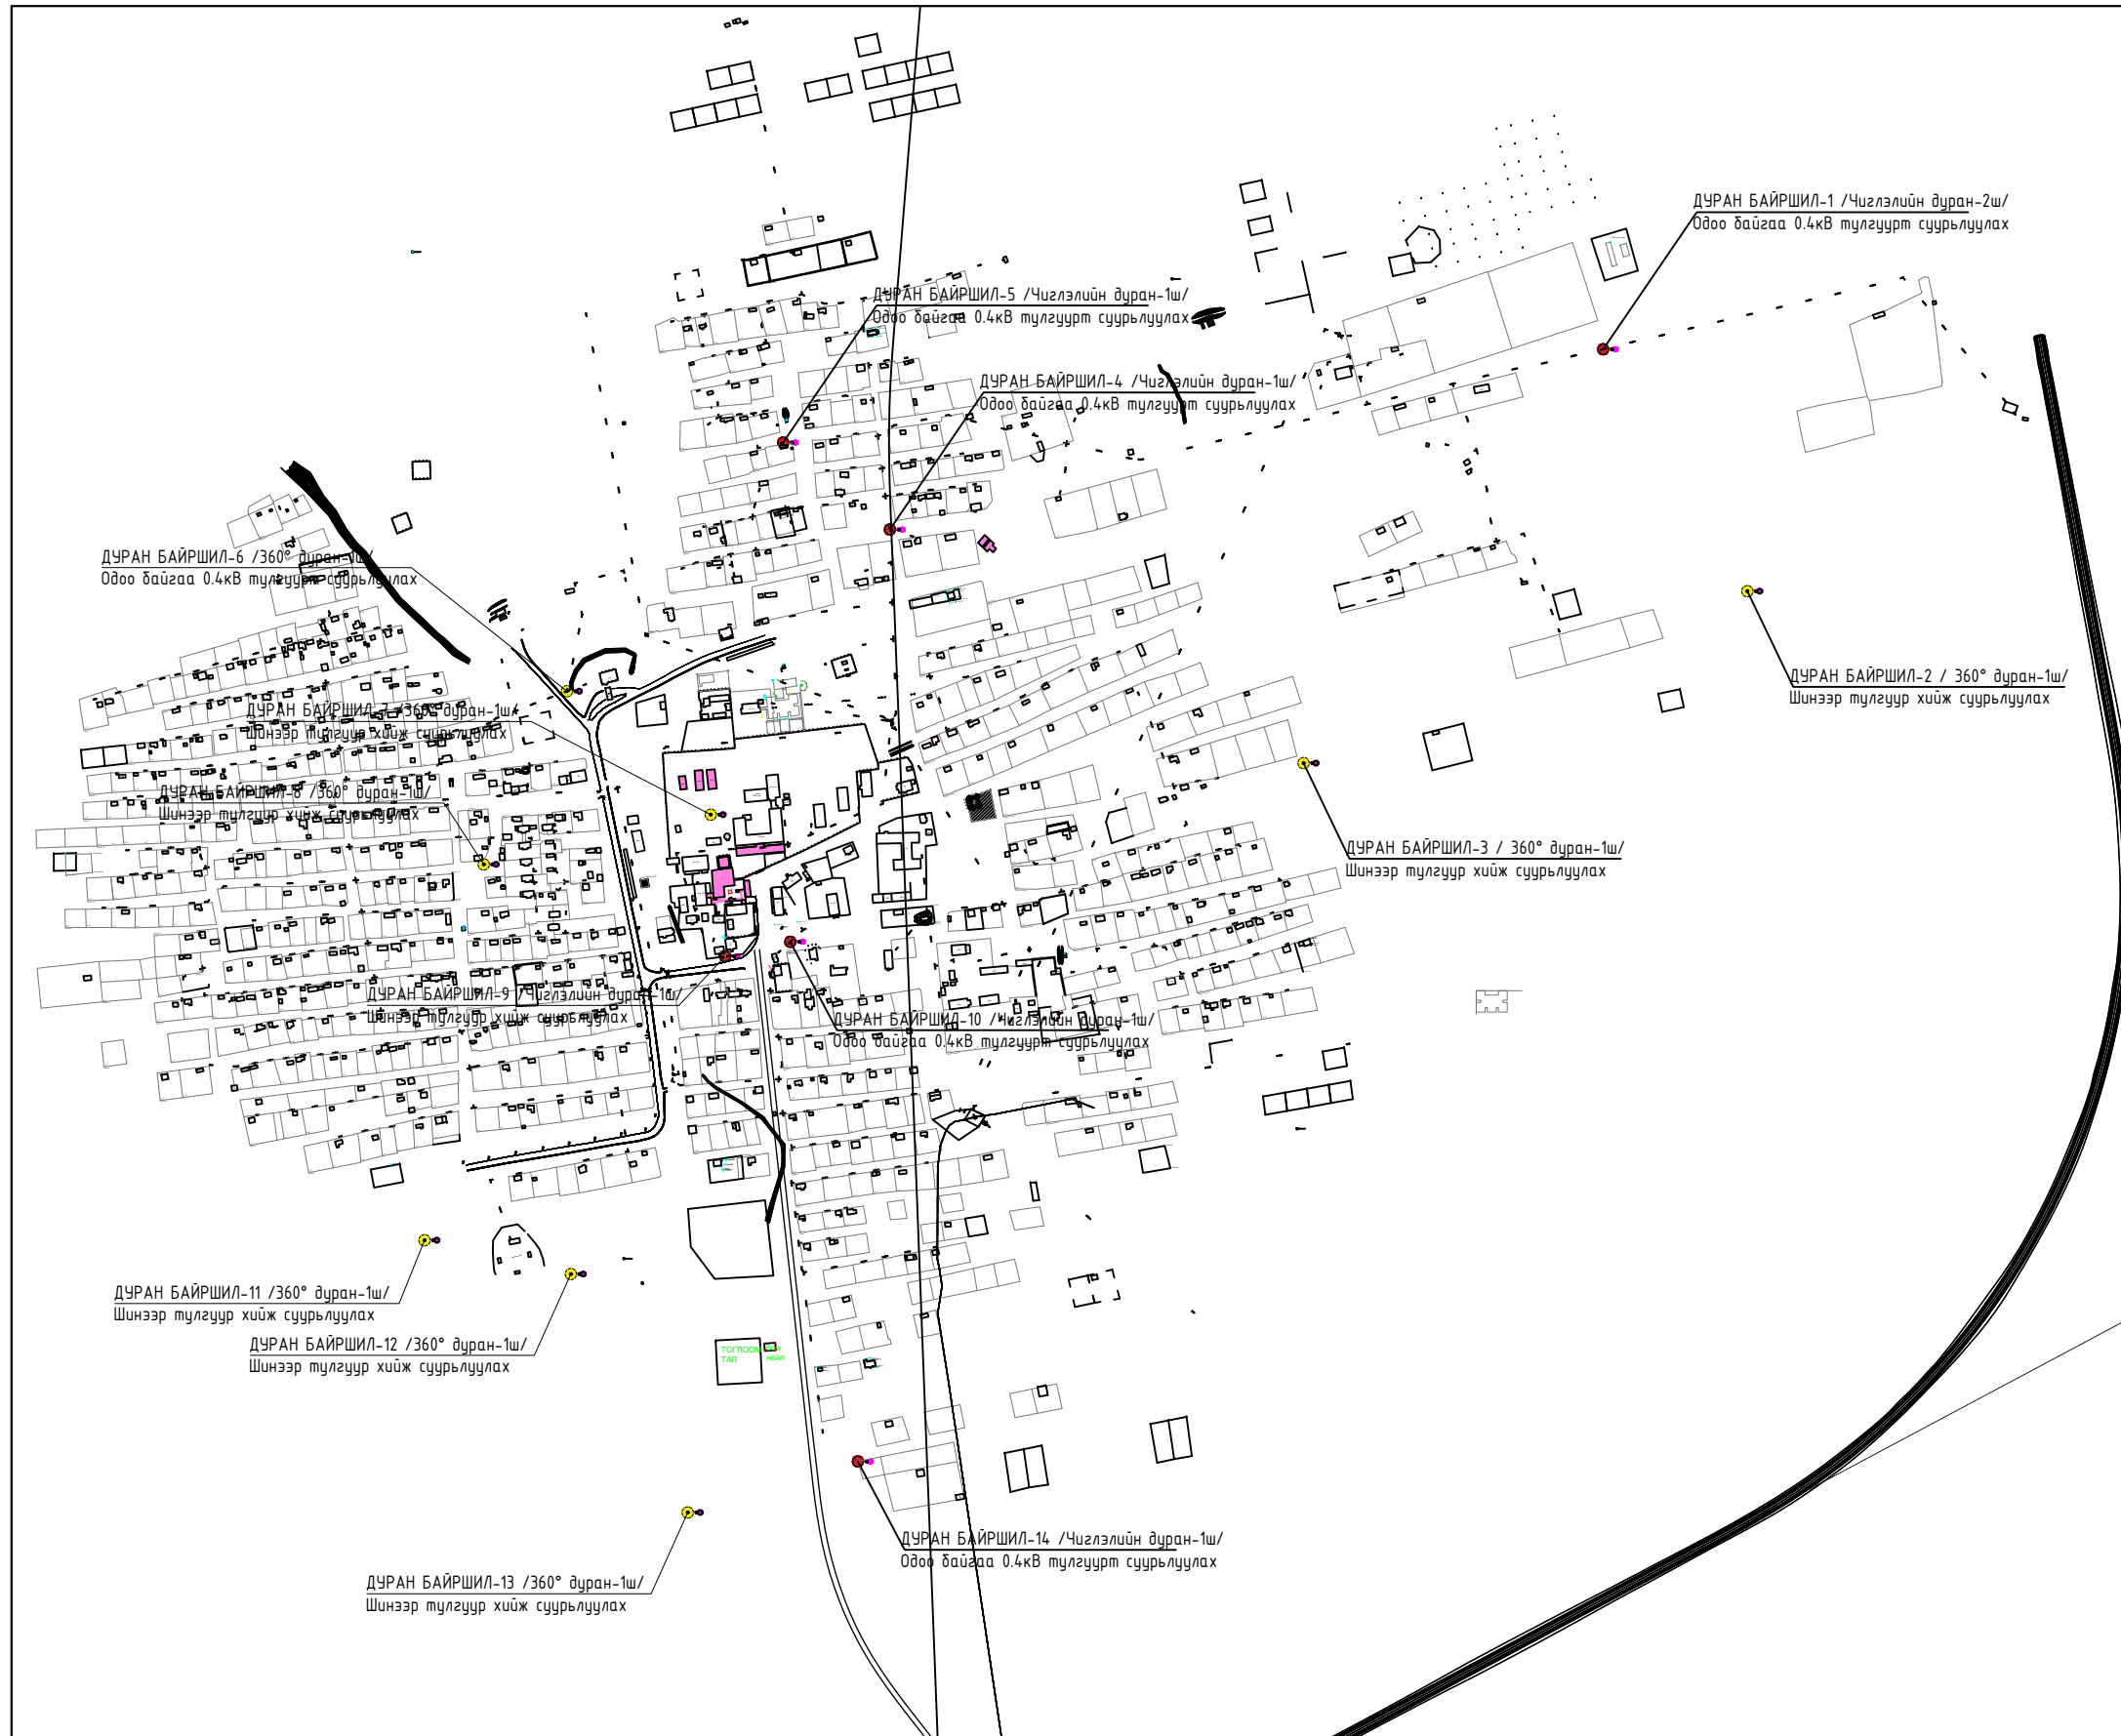 ДУРАН БАЙРШИЛ-1 /Чиглэлийн дуран-2ш/
Одоо байгаа 0.4кВ тулгуурт суурьлуулах
ДУРАН БАЙРШИЛ-5 /Чиглэлийн дуран-1ш/
Одоо байгаа 0.4кВ тулгуурт суурьлуулах
ДУРАН БАЙРШИЛ-4 /Чиглэлийн дуран-1ш/
Одоо байгаа 0.4кВ тулгуурт суурьлуулах
ДУРАН БАЙРШИЛ-6 /360° дуран-1ш/
Одоо байгаа 0.4кВ тулгуурт суурьлуулах
ДУРАН БАЙРШИЛ-2 / 360° дуран-1ш/
Шинээр тулгуур хийж суурьлуулах
ДУРАН БАЙРШИЛ-7 /360° дуран-1ш/
Шинээр тулгуур хийж суурьлуулах
ДУРАН БАЙРШИЛ-8 /360° дуран-1ш/
Шинээр тулгуур хийж суурьлуулах
ДУРАН БАЙРШИЛ-3 / 360° дуран-1ш/
Шинээр тулгуур хийж суурьлуулах
ДУРАН БАЙРШИЛ-9 /Чиглэлийн дуран-1ш/
Шинээр тулгуур хийж суурьлуулах
ДУРАН БАЙРШИЛ-10 /Чиглэлийн дуран-1ш/
Одоо байгаа 0.4кВ тулгуурт суурьлуулах
ДУРАН БАЙРШИЛ-11 /360° дуран-1ш/
Шинээр тулгуур хийж суурьлуулах
ДУРАН БАЙРШИЛ-12 /360° дуран-1ш/
Шинээр тулгуур хийж суурьлуулах
ТОГЛООМ
ТАЛ
НОЙЛ
ДУРАН БАЙРШИЛ-14 /Чиглэлийн дуран-1ш/
Одоо байгаа 0.4кВ тулгуурт суурьлуулах
ДУРАН БАЙРШИЛ-13 /360° дуран-1ш/
Шинээр тулгуур хийж суурьлуулах